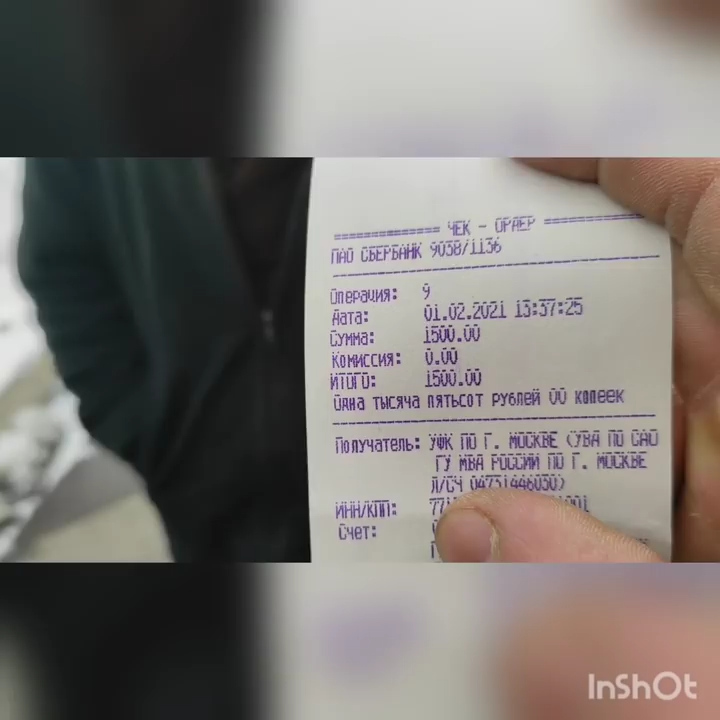 ============== ЧЕК - ОРДЕР ==============
ПАО СБЕРБАНК 9038/1136
Операция: 9
Дата: 01.02.2021 13:37:25
Сумма: 1500.00
Комиссия: 0.00
ИТОГО: 1500.00
Одна тысяча пятьсот рублей 00 копеек
Получатель: УФК ПО Г. МОСКВЕ (УВД ПО САО
ГУ МВД РОССИИ ПО Г. МОСКВЕ
Л/СЧ 04731446030)
ИНН/КПП:
Счет:
InShOt